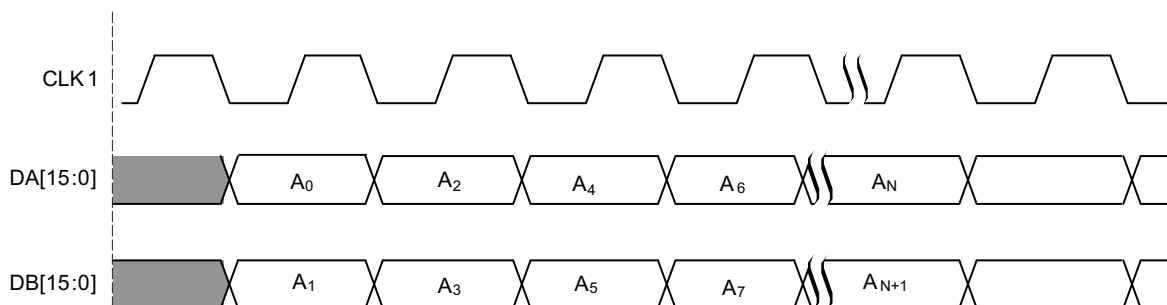 CLK1
DA[15:0] A0 A2 A4 A6 AN
DB[15:0] A1 A3 A5 A7 AN+1